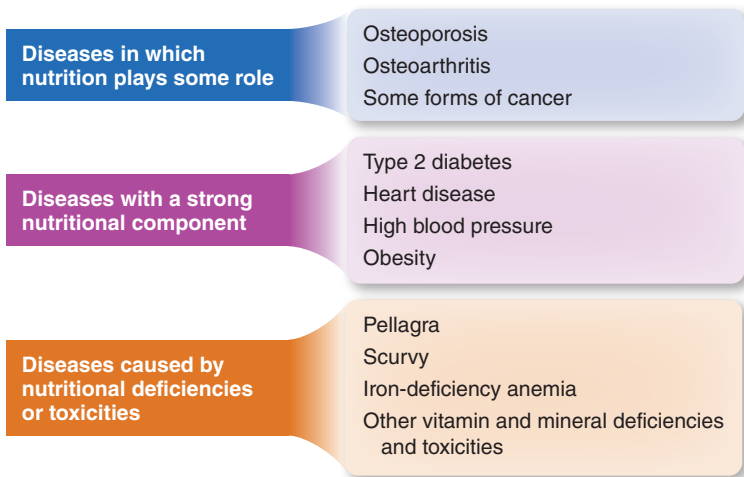 Diseases in which
nutrition plays some role
Osteoporosis
Osteoarthritis
Some forms of cancer
Diseases with a strong
nutritional component
Type 2 diabetes
Heart disease
High blood pressure
Obesity
Diseases caused by
nutritional deficiencies
or toxicities
Pellagra
Scurvy
Iron-deficiency anemia
Other vitamin and mineral deficiencies
and toxicities